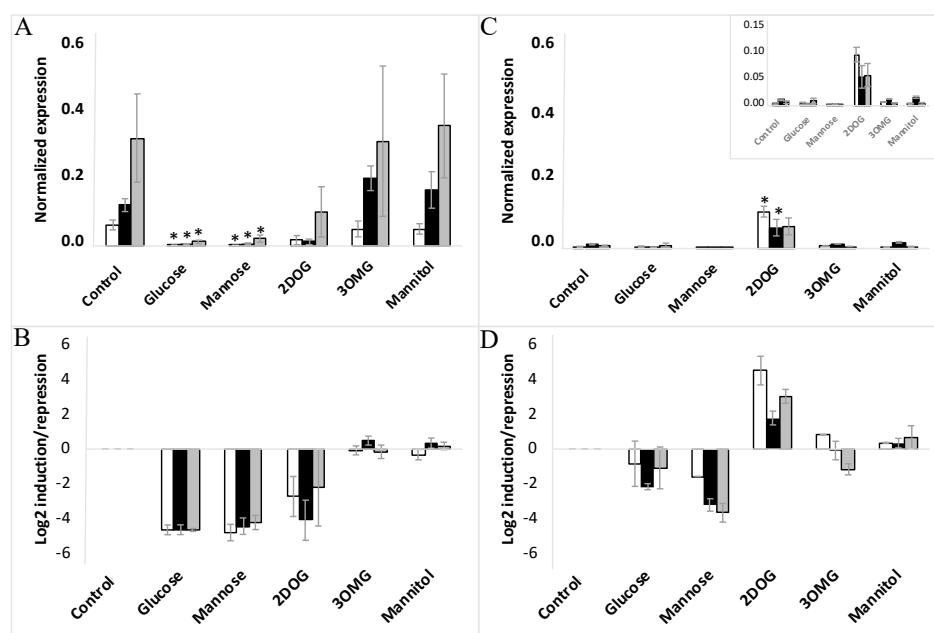 A
Normalized expression
0.6
0.4
0.2
0.0
* * * * * *
Control
Glucose
Mannose
2DOG
3OMG
Mannitol
C
Normalized expression
0.6
0.4
0.2
0.0
* *
Control
Glucose
Mannose
2DOG
3OMG
Mannitol
0.15
0.10
0.05
0.00
Control
Glucose
Mannose
2DOG
3OMG
Mannitol
B
Log2 induction/repression
6
4
2
0
-2
-4
-6
Control
Glucose
Mannose
2DOG
3OMG
Mannitol
D
Log2 induction/repression
6
4
2
0
-2
-4
-6
Control
Glucose
Mannose
2DOG
3OMG
Mannitol